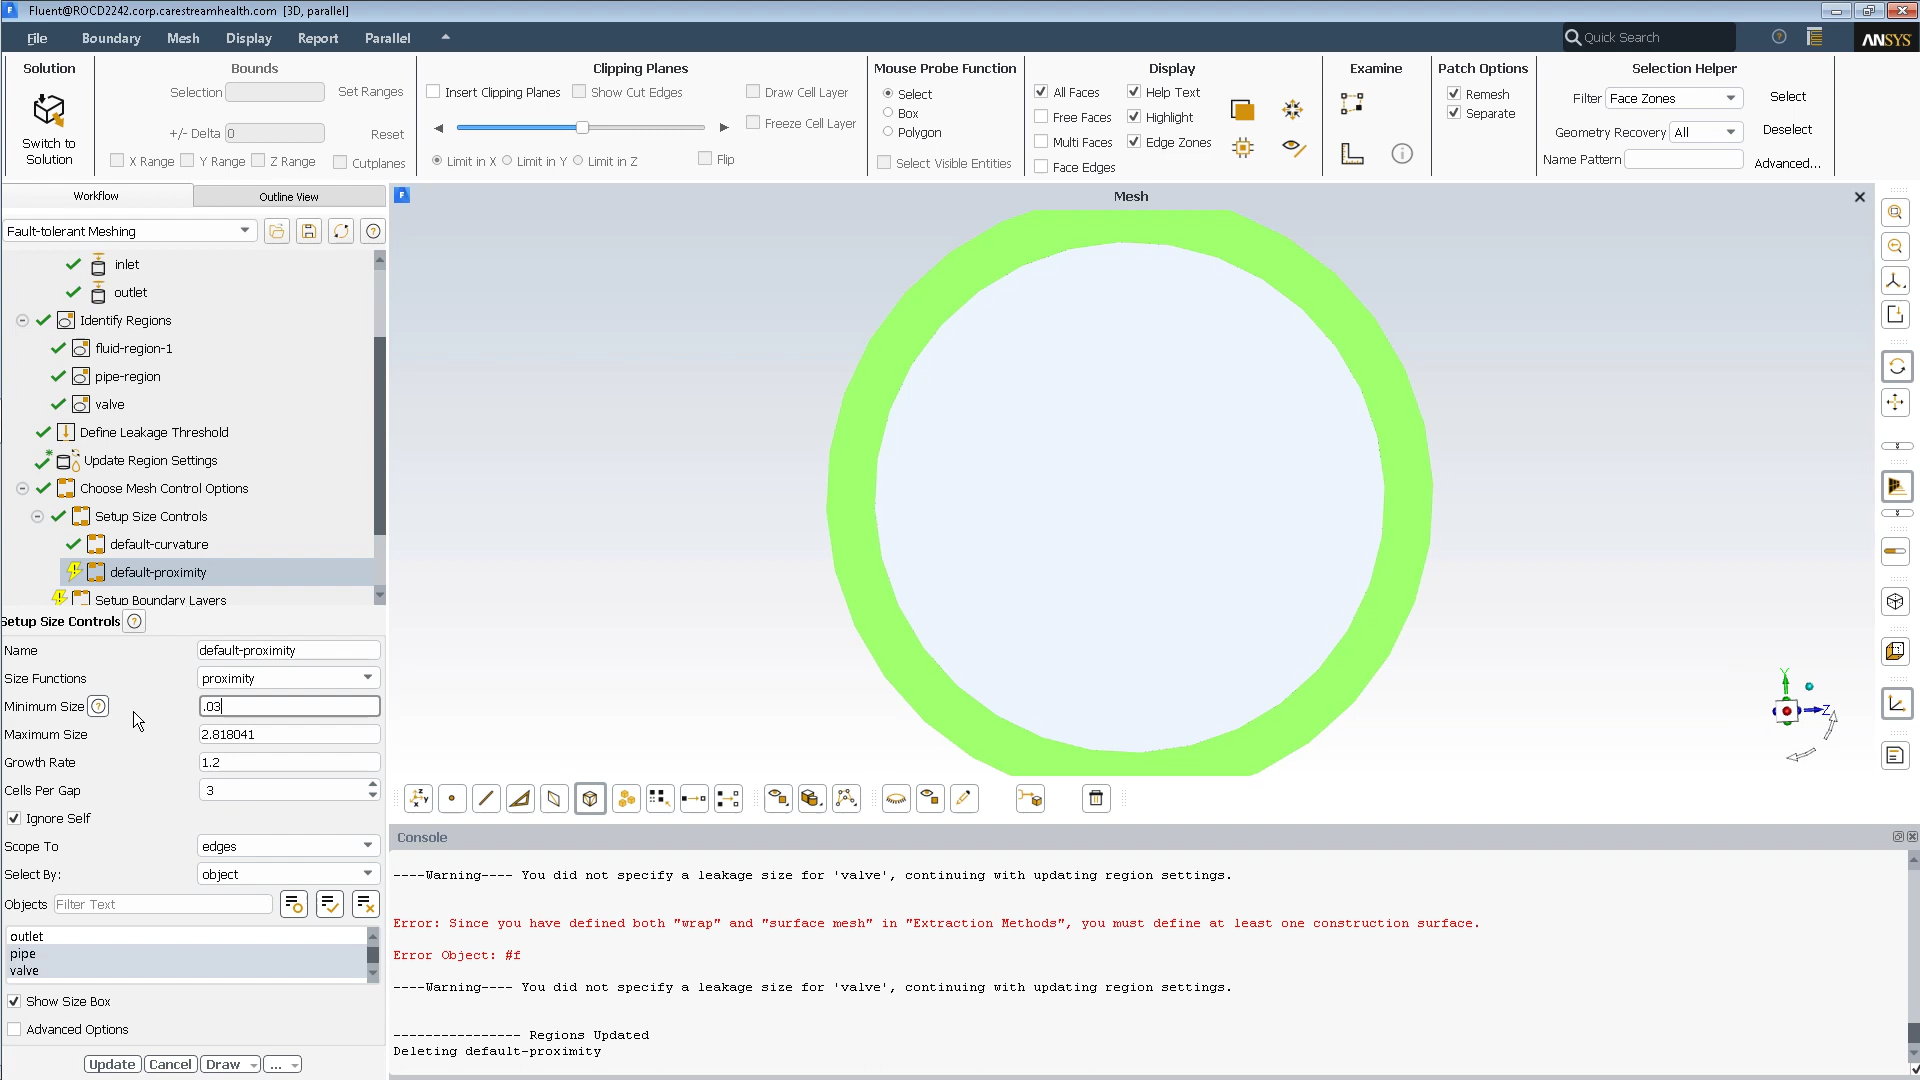 Fluent@ROCD2242.corp.carestreamhealth.com [3D, parallel]
File Boundary Mesh Display Report Parallel
Quick Search
ANSYS
Solution
Switch to
Solution
Bounds
Selection Set Ranges
+/- Delta 0 Reset
X Range Y Range Z Range Cutplanes
Clipping Planes
Insert Clipping Planes Show Cut Edges Draw Cell Layer
Freeze Cell Layer
Limit in X Limit in Y Limit in Z Flip
Mouse Probe Function
Select
Box
Polygon
Select Visible Entities
Display
All Faces Help Text
Free Faces Highlight
Multi Faces Edge Zones
Face Edges
Examine
Patch Options
Remesh
Separate
Selection Helper
Filter Face Zones Select
Geometry Recovery All Deselect
Name Pattern Advanced...
Workflow Outline View
Fault-tolerant Meshing
inlet
outlet
Identify Regions
fluid-region-1
pipe-region
valve
Define Leakage Threshold
Update Region Settings
Choose Mesh Control Options
Setup Size Controls
default-curvature
default-proximity
Setup Boundary Layers
Setup Size Controls
Name default-proximity
Size Functions proximity
Minimum Size .03
Maximum Size 2.818041
Growth Rate 1.2
Cells Per Gap 3
Ignore Self
Scope To edges
Select By: object
Objects Filter Text
outlet
pipe
valve
Show Size Box
Advanced Options
Update Cancel Draw ...
Mesh
Y
Z
Console
----Warning---- You did not specify a leakage size for 'valve', continuing with updating region settings.
Error: Since you have defined both "wrap" and "surface mesh" in "Extraction Methods", you must define at least one construction surface.
Error Object: #f
----Warning---- You did not specify a leakage size for 'valve', continuing with updating region settings.
---------------- Regions Updated
Deleting default-proximity